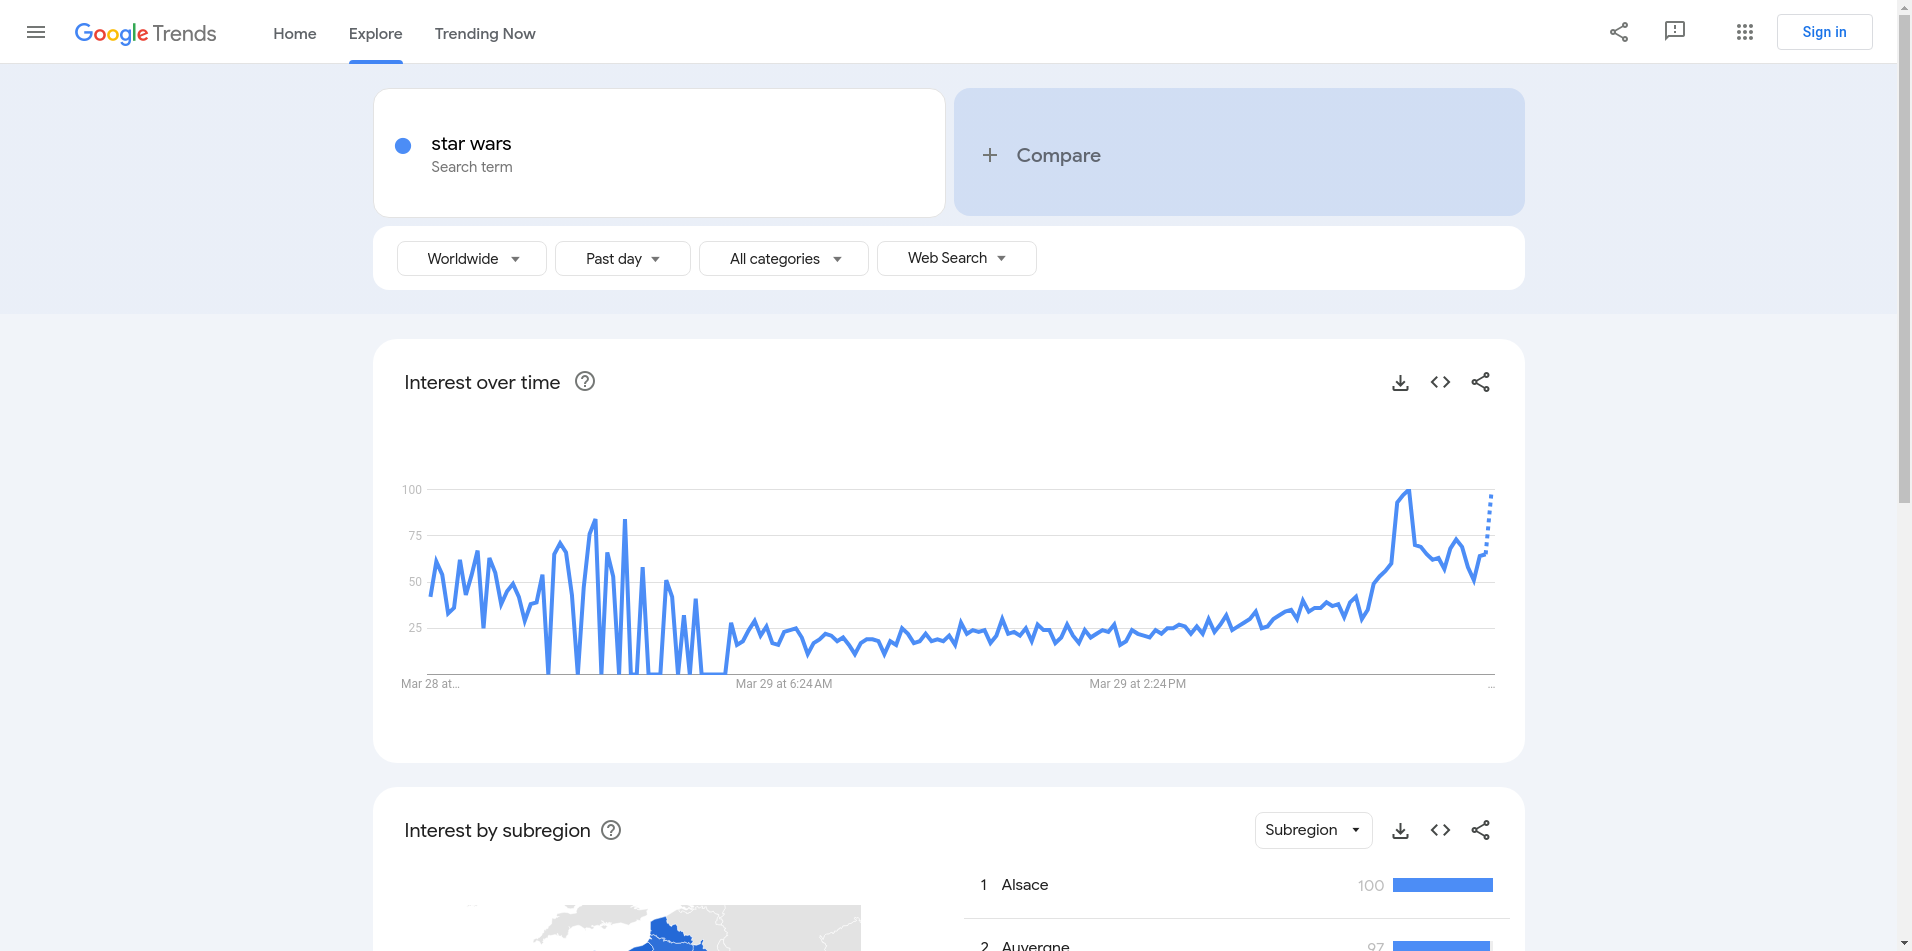 Google Trends
Home
Explore
Trending Now
Sign in
star wars
Search term
Compare
Worldwide
Past day
All categories
Web Search
Interest over time
100
75
50
25
Mar 28 at...
Mar 29 at 6:24 AM
Mar 29 at 2:24 PM
...
Interest by subregion
Subregion
1 Alsace 100
2 Auvergne 97